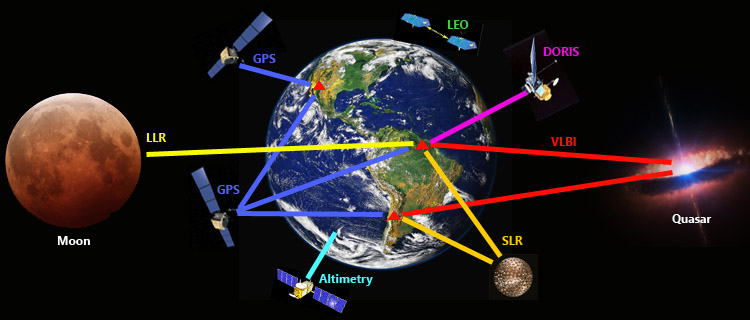 LEO
GPS
DORIS
LLR
VLBI
GPS
Quasar
Moon
SLR
Altimetry